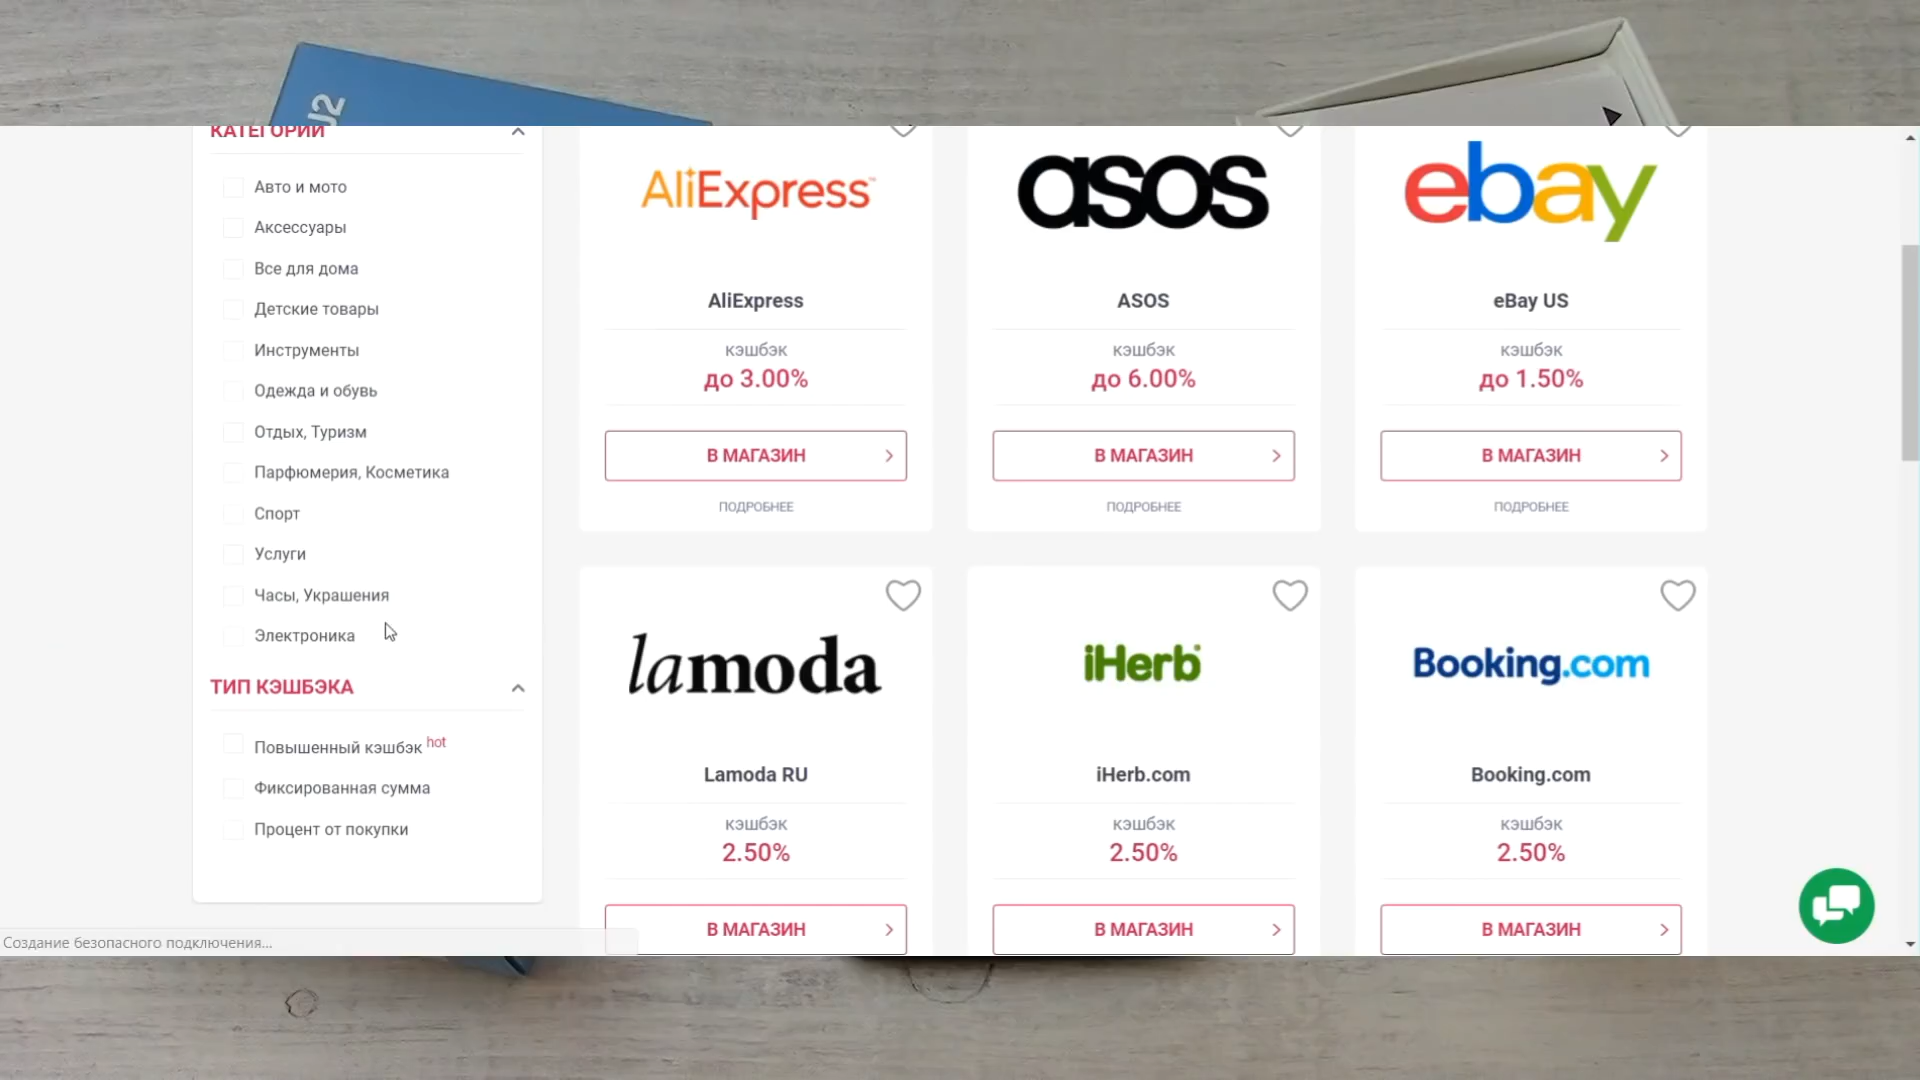 U2
КАТЕГОРИИ
Авто и мото
Аксессуары
Все для дома
Детские товары
Инструменты
Одежда и обувь
Отдых, Туризм
Парфюмерия, Косметика
Спорт
Услуги
Часы, Украшения
Электроника
ТИП КЭШБЭКА
Повышенный кэшбэк hot
Фиксированная сумма
Процент от покупки
AliExpress™
AliExpress
кэшбэк
до 3.00%
В МАГАЗИН
ПОДРОБНЕЕ
asos
ASOS
кэшбэк
до 6.00%
В МАГАЗИН
ПОДРОБНЕЕ
ebay
eBay US
кэшбэк
до 1.50%
В МАГАЗИН
ПОДРОБНЕЕ
lamoda
Lamoda RU
кэшбэк
2.50%
В МАГАЗИН
iHerb
iHerb.com
кэшбэк
2.50%
В МАГАЗИН
Booking.com
Booking.com
кэшбэк
2.50%
В МАГАЗИН
Создание безопасного подключения...